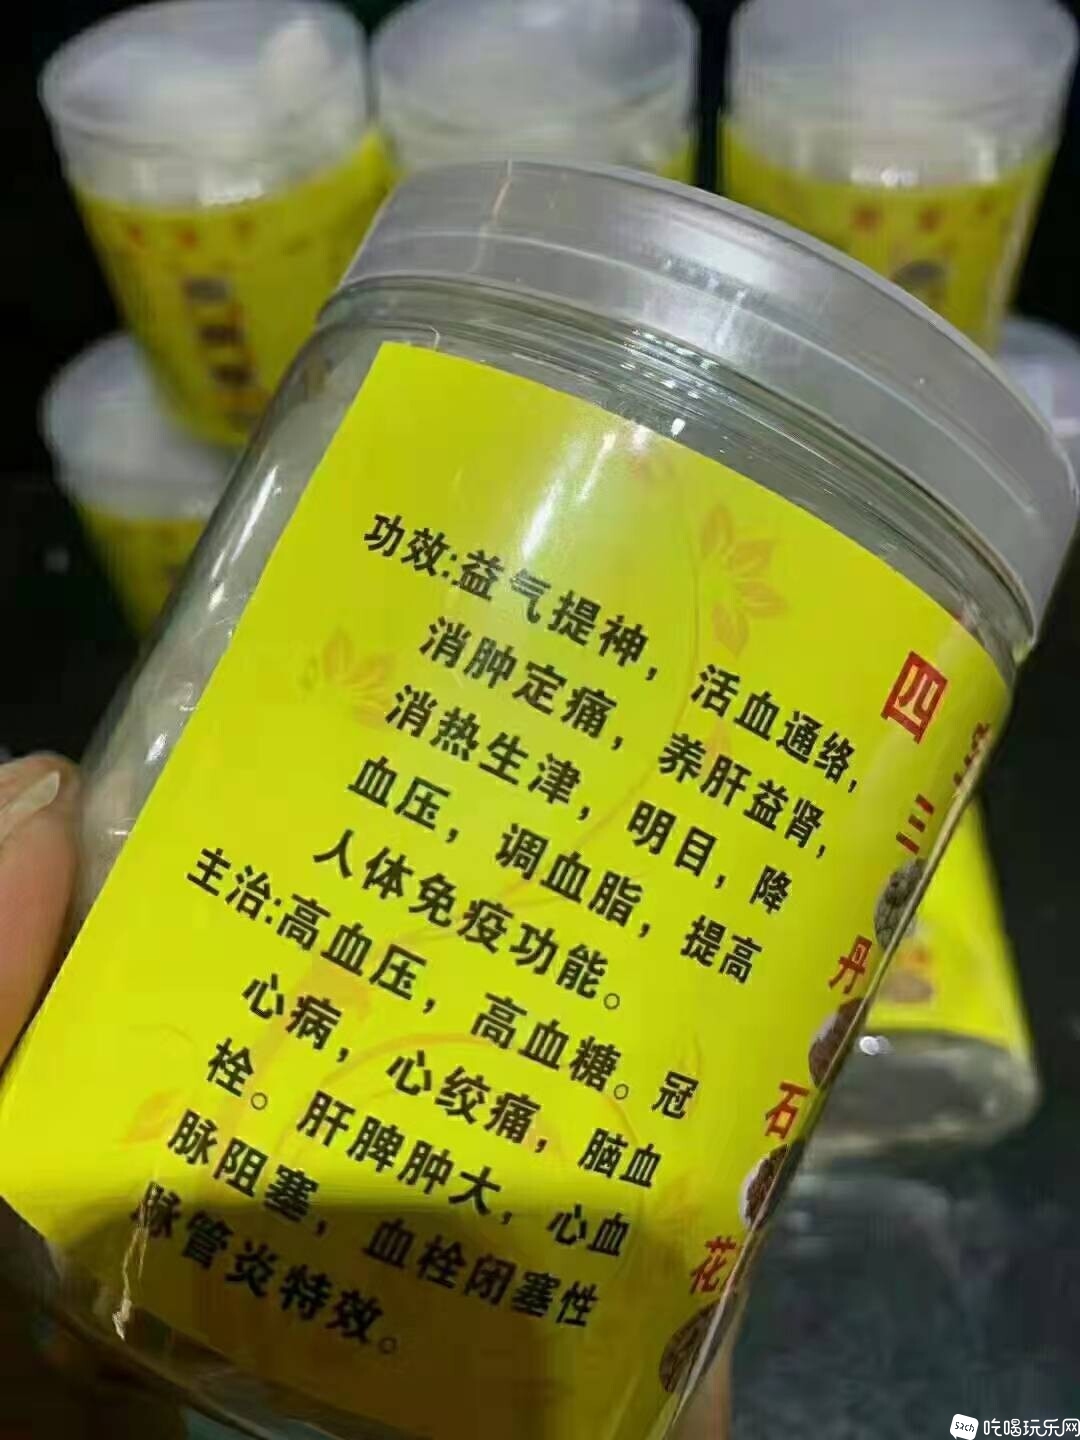 功效:益气提神，活血通络，
消肿定痛，养肝益肾，
消热生津，明目，降
血压，调血脂，提高
人体免疫功能。
主治:高血压，高血糖。冠
心病，心绞痛，脑血
栓。肝脾肿大，心血
脉阻塞，血栓闭塞性
脉管炎特效。
四
三
丹
石
花
5ach 吃喝玩乐网